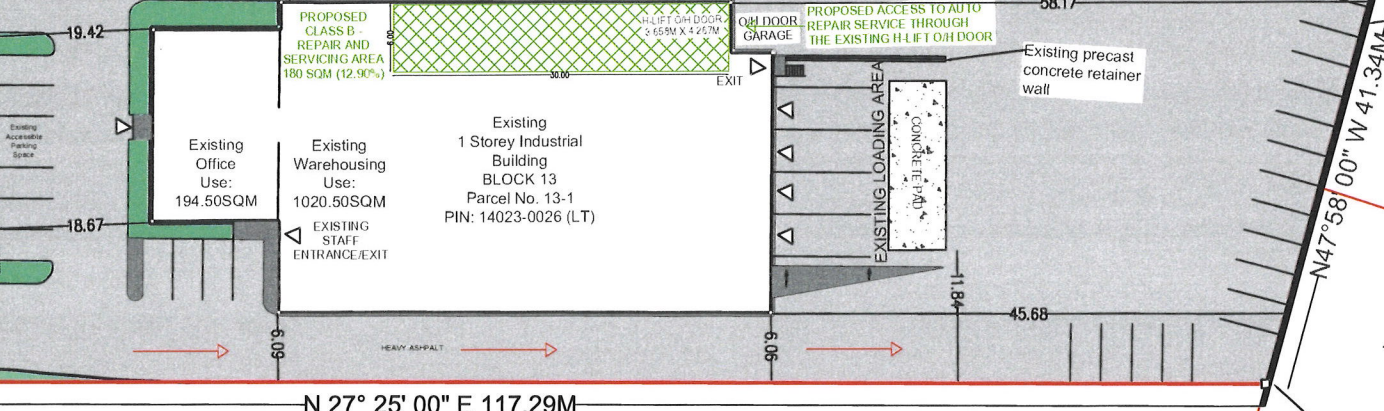 58.17
PROPOSED
CLASS B -
REPAIR AND
SERVICING AREA
180 SQM (12.90%)
6.00
30.00
H-LIFT O/H DOOR
3.658M X 4.267M
O/H DOOR
GARAGE
PROPOSED ACCESS TO AUTO
REPAIR SERVICE THROUGH
THE EXISTING H-LIFT O/H DOOR
EXIT
Existing precast
concrete retainer
wall
19.42
Existing
Accessible
Parking
Space
18.67
Existing
Office
Use:
194.50SQM
Existing
Warehousing
Use:
1020.50SQM
EXISTING
STAFF
ENTRANCE/EXIT
Existing
1 Storey Industrial
Building
BLOCK 13
Parcel No. 13-1
PIN: 14023-0026 (LT)
EXISTING LOADING AREA
CONCRETE PAD
N47°58' 00" W 41.34M
11.84
45.68
6.09
HEAVY ASHPALT
6.06
N 27° 25' 00" E 117.29M